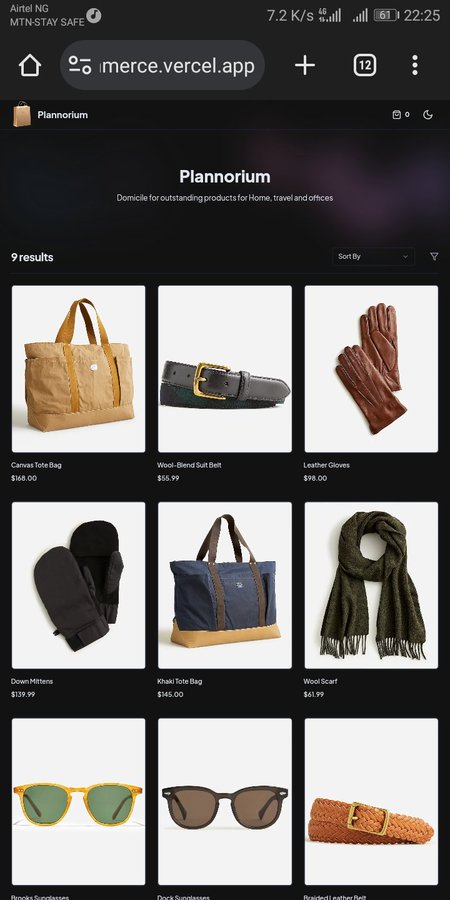 Airtel NG
MTN-STAY SAFE
7.2 K/s 4G 61 22:25
merce.vercel.app
12
Plannorium
0
Plannorium
Domicile for outstanding products for Home, travel and offices
9 results
Sort By
Canvas Tote Bag
$168.00
Wool-Blend Suit Belt
$55.99
Leather Gloves
$98.00
Down Mittens
$139.99
Khaki Tote Bag
$145.00
Wool Scarf
$61.99
Brooks Sunglasses
Dock Sunglasses
Braided Leather Belt